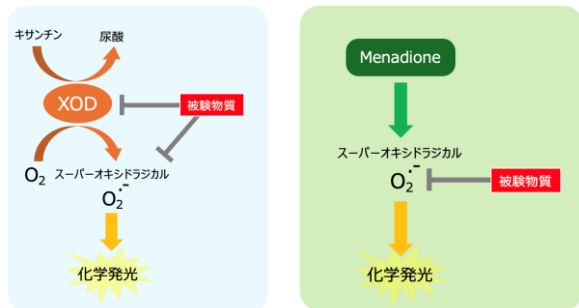 キサンチン
尿酸
XOD
被験物質
O2
スーパーオキシドラジカル
O2・-
化学発光
Menadione
スーパーオキシドラジカル
O2・-
被験物質
化学発光